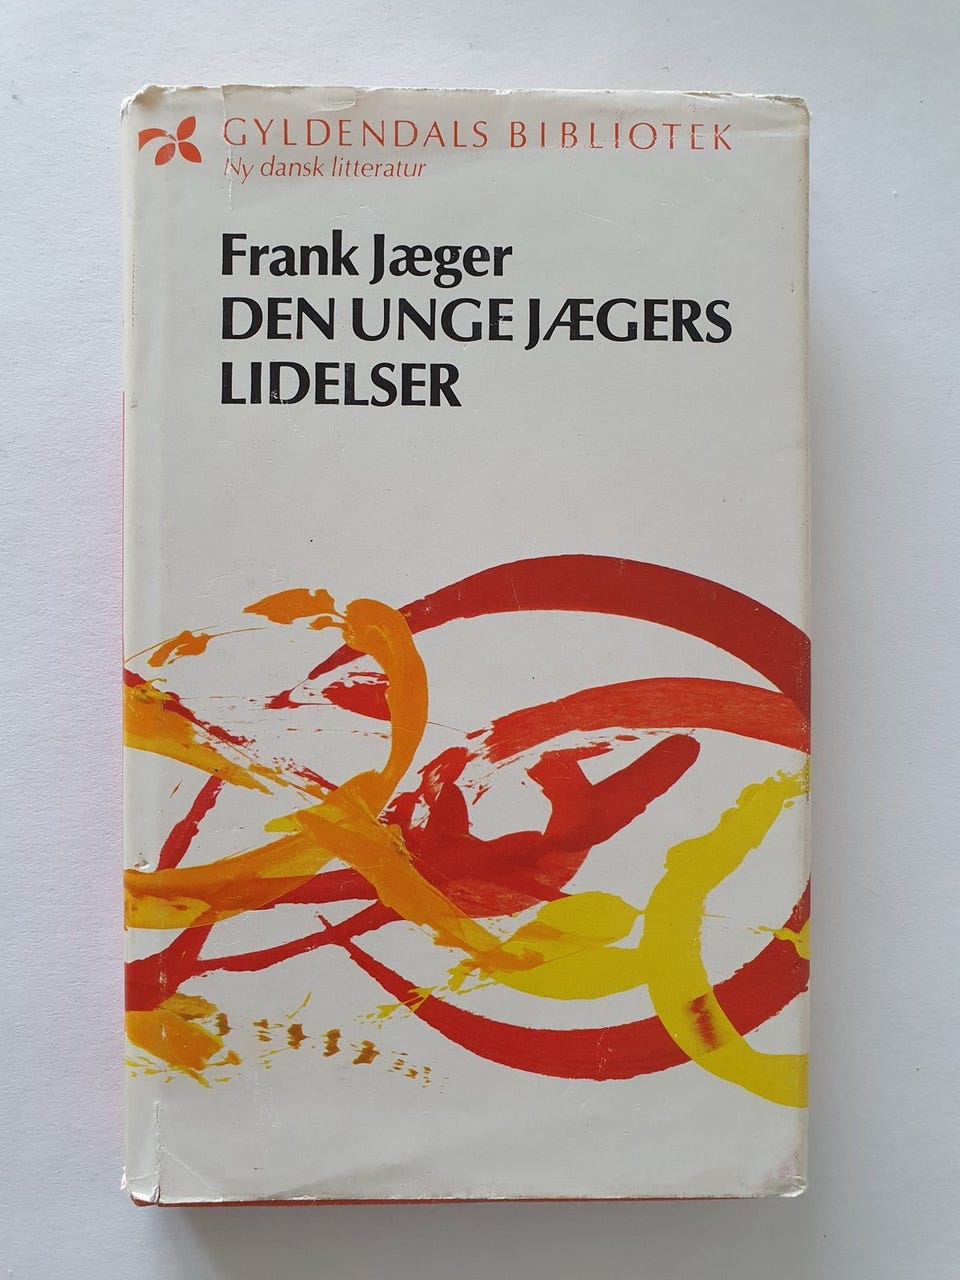 GYLDENDALS BIBLIOTEK
Ny dansk litteratur
Frank Jæger
DEN UNGE JÆGERS
LIDELSER